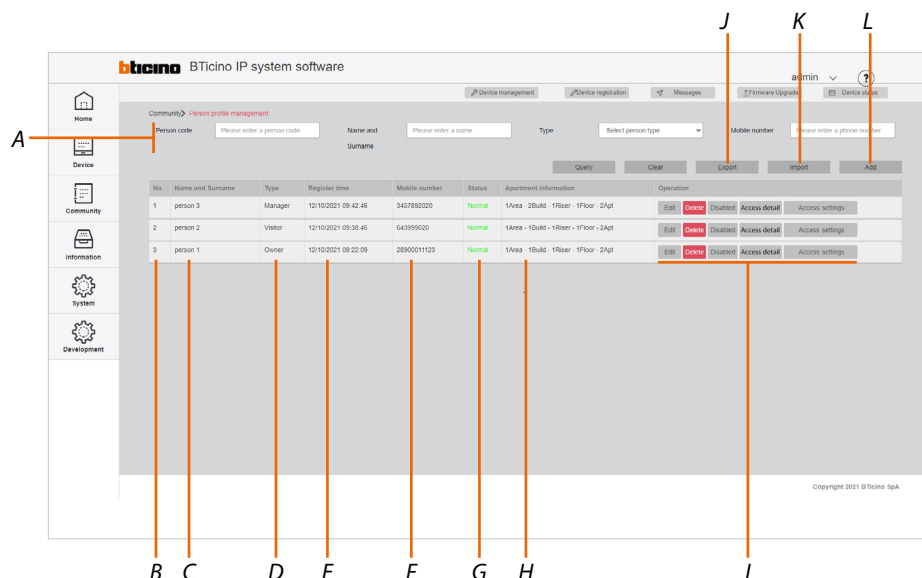 J K L
bticino BTicino IP system software
admin ?
Device management Device registration Messages Firmware Upgrade Device status
Home
Community Person profile management
A
Person code Please enter a person code Name and Surname Please enter a name Type Select person type Mobile number Please enter a phone number
Device
Query Clear Export Import Add
No Name and Surname Type Register time Mobile number Status Apartment Information Operation
1 person 3 Manager 12/10/2021 09:42:46 3457892020 Normal 1Area - 2Build - 1Riser - 1Floor - 2Apt Edit Delete Disabled Access detail Access settings
Community
2 person 2 Visitor 12/10/2021 09:38:46 643999020 Normal 1Area - 1Build - 1Riser - 1Floor - 2Apt Edit Delete Disabled Access detail Access settings
3 person 1 Owner 12/10/2021 09:22:09 28900011123 Normal 1Area - 1Build - 1Riser - 1Floor - 2Apt Edit Delete Disabled Access detail Access settings
Information
System
Development
Copyright 2021 BTicino SpA
B C D E F G H I